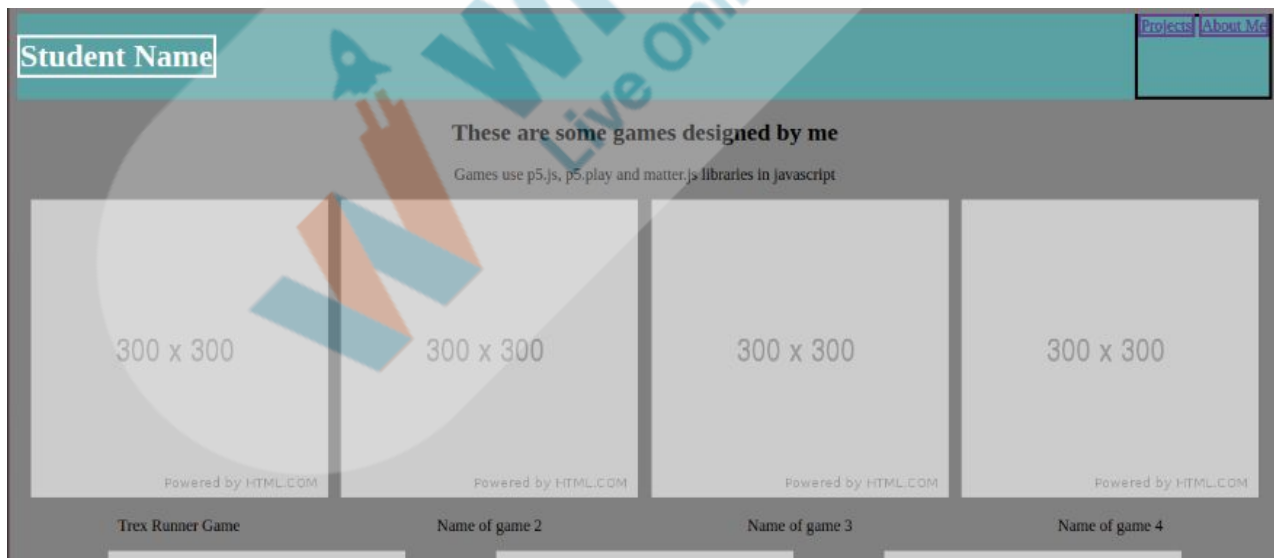 Student Name
Projects About Me
These are some games designed by me
Games use p5.js, p5.play and matter.js libraries in javascript
300 x 300 300 x 300 300 x 300 300 x 300
Powered by HTML.COM Powered by HTML.COM Powered by HTML.COM Powered by HTML.COM
Trex Runner Game Name of game 2 Name of game 3 Name of game 4
Live